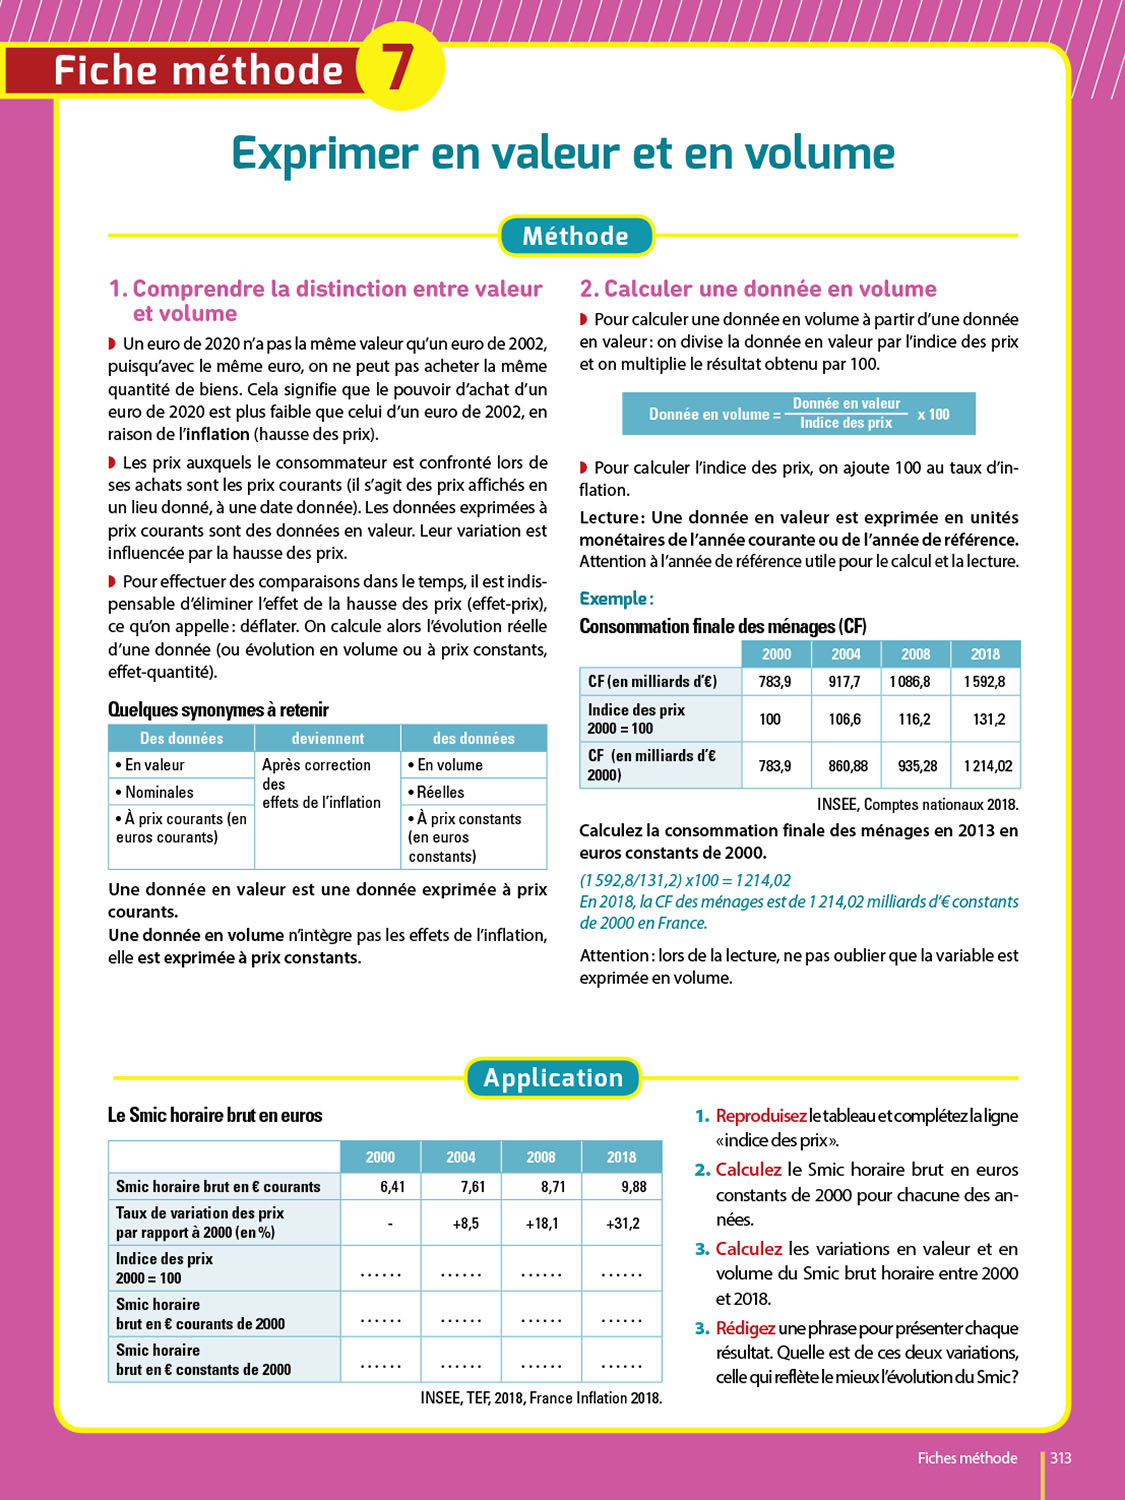 Fiche méthode 7
Exprimer en valeur et en volume
Méthode
1. Comprendre la distinction entre valeur
et volume
Un euro de 2020 n'a pas la même valeur qu'un euro de 2002,
puisqu'avec le même euro, on ne peut pas acheter la même
quantité de biens. Cela signifie que le pouvoir d'achat d'un
euro de 2020 est plus faible que celui d'un euro de 2002, en
raison de l'inflation (hausse des prix).
Les prix auxquels le consommateur est confronté lors de
ses achats sont les prix courants (il s'agit des prix affichés en
un lieu donné, à une date donnée). Les données exprimées à
prix courants sont des données en valeur. Leur variation est
influencée par la hausse des prix.
Pour effectuer des comparaisons dans le temps, il est indis-
pensable d'éliminer l'effet de la hausse des prix (effet-prix),
ce qu'on appelle : déflater. On calcule alors l'évolution réelle
d'une donnée (ou évolution en volume ou à prix constants,
effet-quantité).
Quelques synonymes à retenir
Des données deviennent des données
• En valeur
• Nominales
• À prix courants (en
euros courants)
Après correction
des
effets de l'inflation
• En volume
• Réelles
• À prix constants
(en euros
constants)
Une donnée en valeur est une donnée exprimée à prix
courants.
Une donnée en volume n'intègre pas les effets de l'inflation,
elle est exprimée à prix constants.
2. Calculer une donnée en volume
Pour calculer une donnée en volume à partir d'une donnée
en valeur : on divise la donnée en valeur par l'indice des prix
et on multiplie le résultat obtenu par 100.
Donnée en volume = Donnée en valeur / Indice des prix x 100
Pour calculer l'indice des prix, on ajoute 100 au taux d'in-
flation.
Lecture : Une donnée en valeur est exprimée en unités
monétaires de l'année courante ou de l'année de référence.
Attention à l'année de référence utile pour le calcul et la lecture.
Exemple :
Consommation finale des ménages (CF)
2000 2004 2008 2018
CF (en milliards d'€) 783,9 917,7 1 086,8 1 592,8
Indice des prix
2000 = 100 100 106,6 116,2 131,2
CF (en milliards d'€
2000) 783,9 860,88 935,28 1 214,02
INSEE, Comptes nationaux 2018.
Calculez la consommation finale des ménages en 2013 en
euros constants de 2000.
(1 592,8/131,2) x100 = 1 214,02
En 2018, la CF des ménages est de 1 214,02 milliards d'€ constants
de 2000 en France.
Attention : lors de la lecture, ne pas oublier que la variable est
exprimée en volume.
Application
Le Smic horaire brut en euros
2000 2004 2008 2018
Smic horaire brut en € courants 6,41 7,61 8,71 9,88
Taux de variation des prix
par rapport à 2000 (en %) - +8,5 +18,1 +31,2
Indice des prix
2000 = 100 ...... ...... ...... ......
Smic horaire
brut en € courants de 2000 ...... ...... ...... ......
Smic horaire
brut en € constants de 2000 ...... ...... ...... ......
INSEE, TEF, 2018, France Inflation 2018.
1. Reproduisez le tableau et complétez la ligne
« indice des prix ».
2. Calculez le Smic horaire brut en euros
constants de 2000 pour chacune des an-
nées.
3. Calculez les variations en valeur et en
volume du Smic brut horaire entre 2000
et 2018.
3. Rédigez une phrase pour présenter chaque
résultat. Quelle est de ces deux variations,
celle qui reflète le mieux l'évolution du Smic ?
Fiches méthode 313